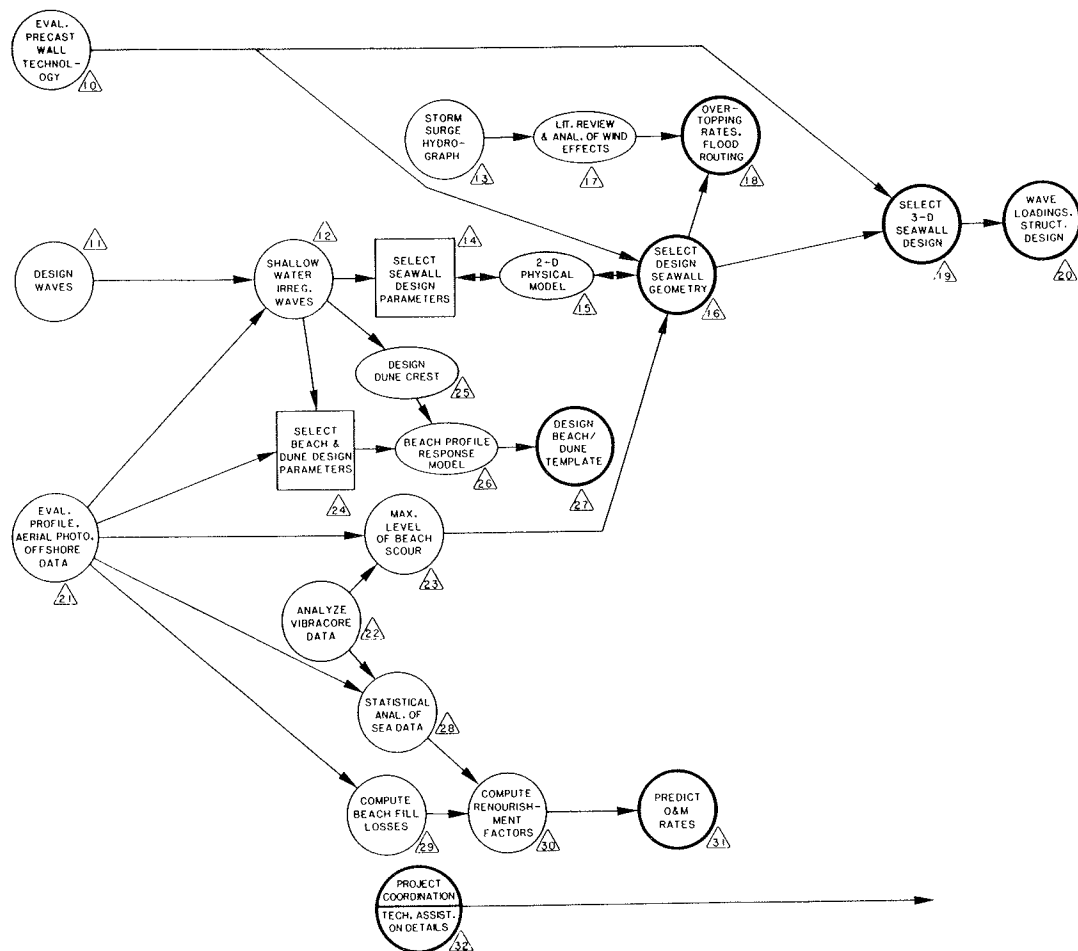 EVAL.
PRECAST
WALL
TECHNOL-
OGY
10
STORM
SURGE
HYDRO-
GRAPH
13
LIT. REVIEW
& ANAL. OF WIND
EFFECTS
17
OVER-
TOPPING
RATES.
FLOOD
ROUTING
18
SELECT
3-D
SEAWALL
DESIGN
19
WAVE
LOADINGS.
STRUCT.
DESIGN
20
11
DESIGN
WAVES
12
SHALLOW
WATER
IRREG.
WAVES
14
SELECT
SEAWALL
DESIGN
PARAMETERS
2-D
PHYSICAL
MODEL
15
SELECT
DESIGN
SEAWALL
GEOMETRY
16
DESIGN
DUNE CREST
25
SELECT
BEACH &
DUNE DESIGN
PARAMETERS
24
BEACH PROFILE
RESPONSE
MODEL
26
DESIGN
BEACH/
DUNE
TEMPLATE
27
EVAL.
PROFILE.
AERIAL PHOTO.
OFFSHORE
DATA
21
MAX.
LEVEL
OF BEACH
SCOUR
23
ANALYZE
VIBRACORE
DATA
22
STATISTICAL
ANAL. OF
SEA DATA
28
COMPUTE
BEACH FILL
LOSSES
29
COMPUTE
RENOURISH-
MENT
FACTORS
30
PREDICT
O&M
RATES
31
PROJECT
COORDINATION
TECH. ASSIST.
ON DETAILS
32